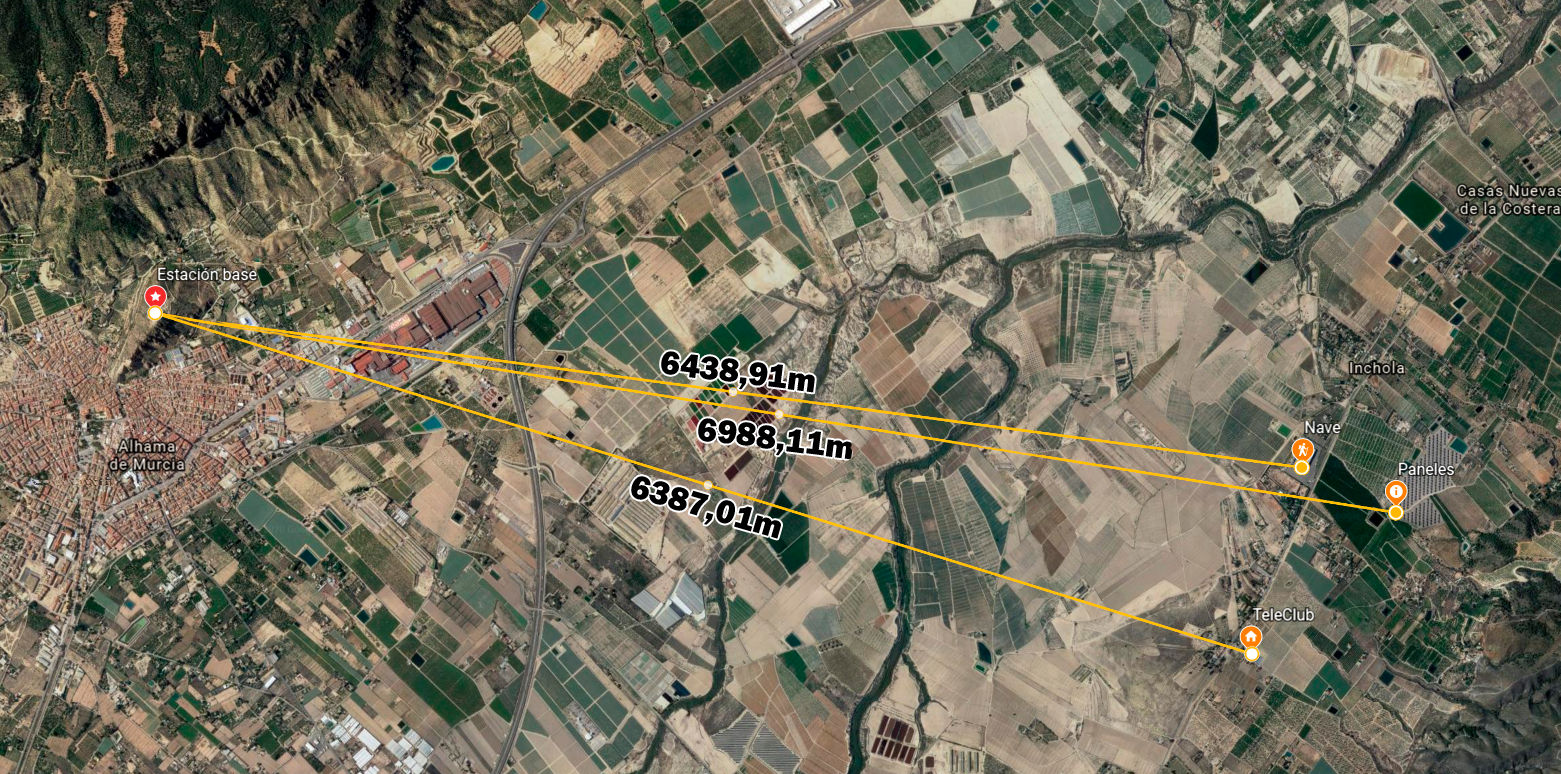 Casas Nuevas
de la Costera
Estación base
6438,91m
Inchola
6988,11m
Nave
Alhama
de Murcia
Paneles
6387,01m
TeleClub